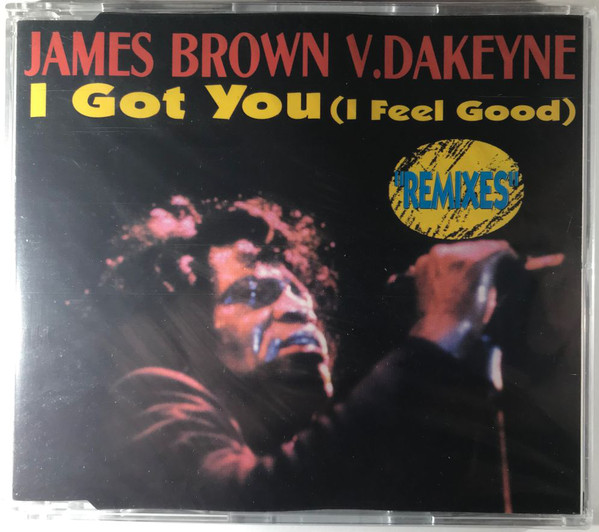 JAMES BROWN V.DAKEYNE
I Got You (I Feel Good)
"REMIXES"